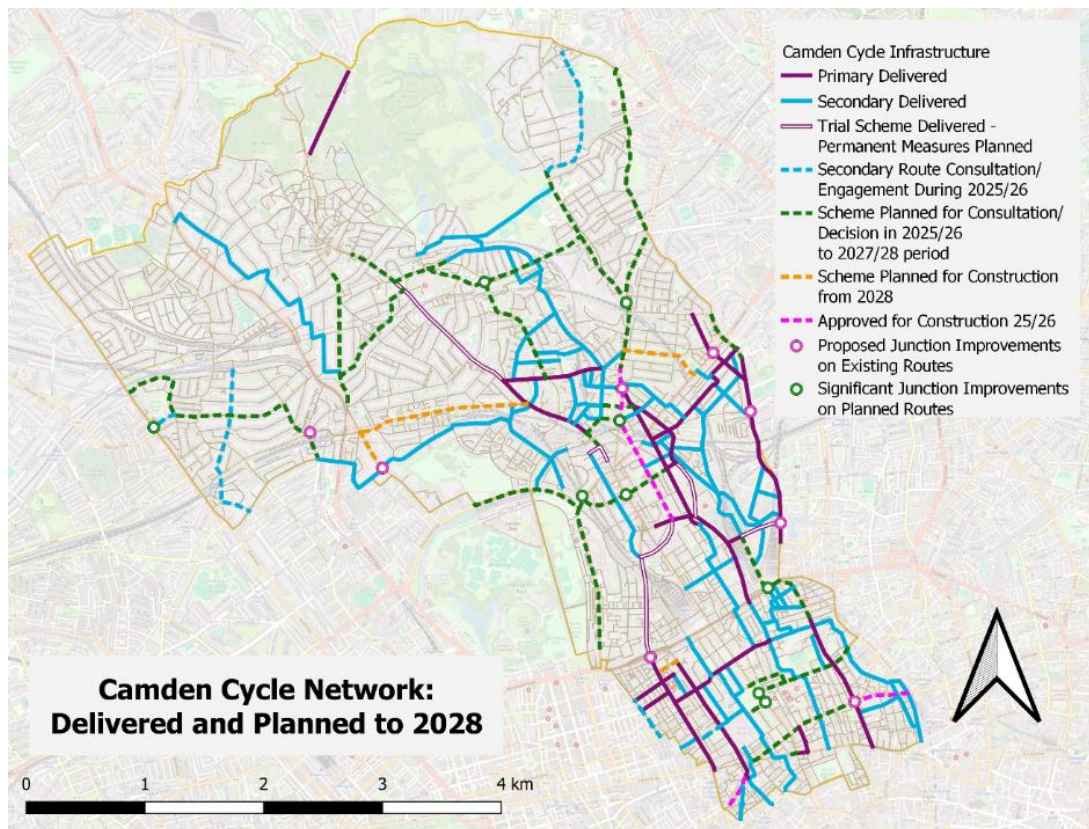 Camden Cycle Infrastructure
Primary Delivered
Secondary Delivered
Trial Scheme Delivered -
Permanent Measures Planned
Secondary Route Consultation/
Engagement During 2025/26
Scheme Planned for Consultation/
Decision in 2025/26
to 2027/28 period
Scheme Planned for Construction
from 2028
Approved for Construction 25/26
Proposed Junction Improvements
on Existing Routes
Significant Junction Improvements
on Planned Routes
Camden Cycle Network:
Delivered and Planned to 2028
0 1 2 3 4 km